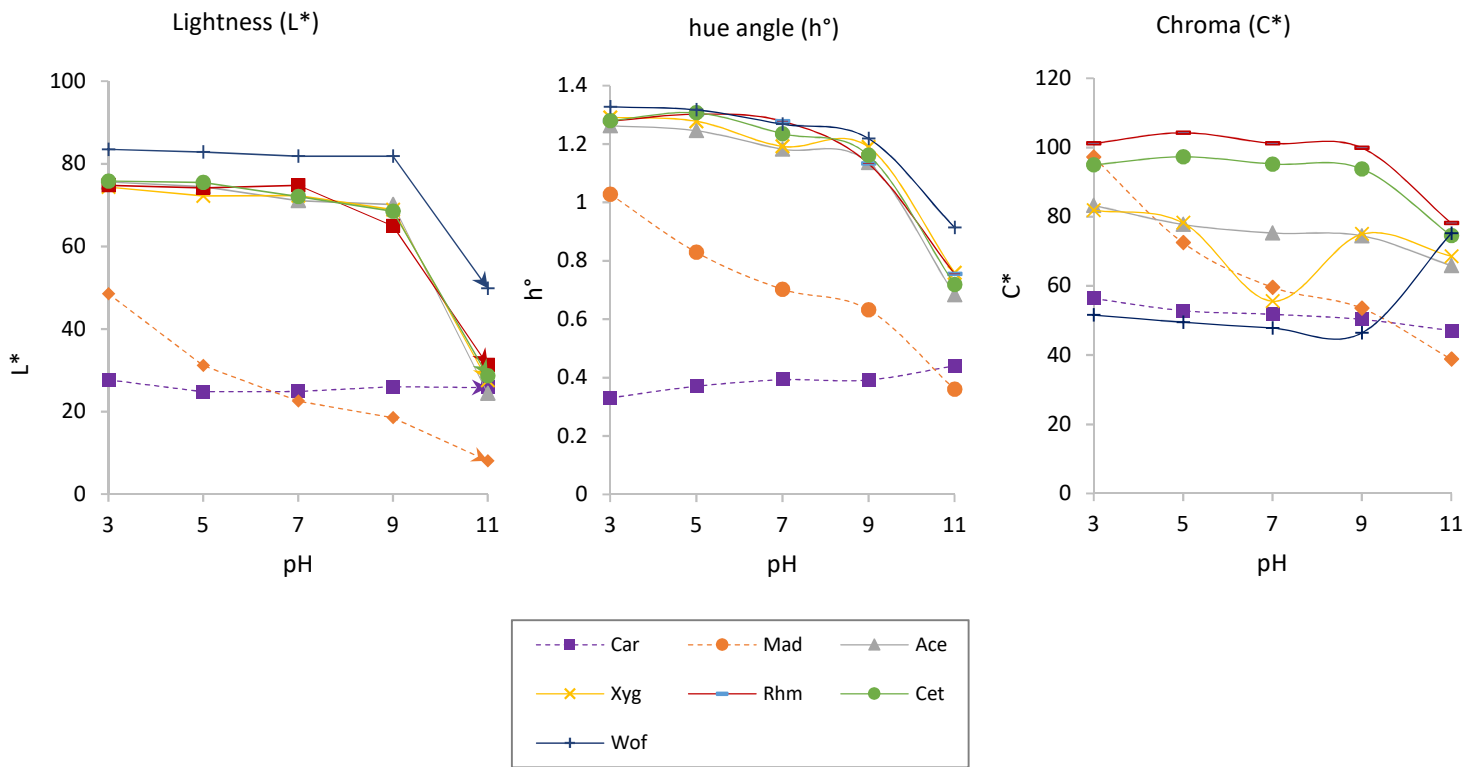 Lightness (L*)
100
80
60
40
20
0
L*
3 5 7 9 11
pH
hue angle (h°)
1.4
1.2
1
0.8
0.6
0.4
0.2
0
h°
3 5 7 9 11
pH
Chroma (C*)
120
100
80
60
40
20
0
C*
3 5 7 9 11
pH
Car Mad Ace
Xyg Rhm Cet
Wof